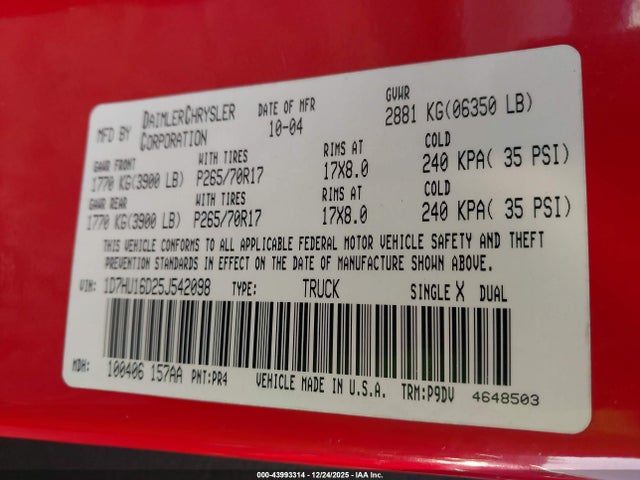 MFD BY DAIMLERCHRYSLER CORPORATION DATE OF MFR 10-04 GVWR 2881 KG(06350 LB)
GAWR FRONT WITH TIRES RIMS AT COLD
1770 KG(3900 LB) P265/70R17 17X8.0 240 KPA( 35 PSI)
GAWR REAR WITH TIRES RIMS AT COLD
1770 KG(3900 LB) P265/70R17 17X8.0 240 KPA( 35 PSI)
THIS VEHICLE CONFORMS TO ALL APPLICABLE FEDERAL MOTOR VEHICLE SAFETY AND THEFT
PREVENTION STANDARDS IN EFFECT ON THE DATE OF MANUFACTURE SHOWN ABOVE.
VIN: 1D7HU16D25J542098 TYPE: TRUCK SINGLE X DUAL
MDH: 100406 157AA PNT:PR4 VEHICLE MADE IN U.S.A. TRM:P9DV 4648503
000-43993314 - 12/24/2025 - IAA Inc.